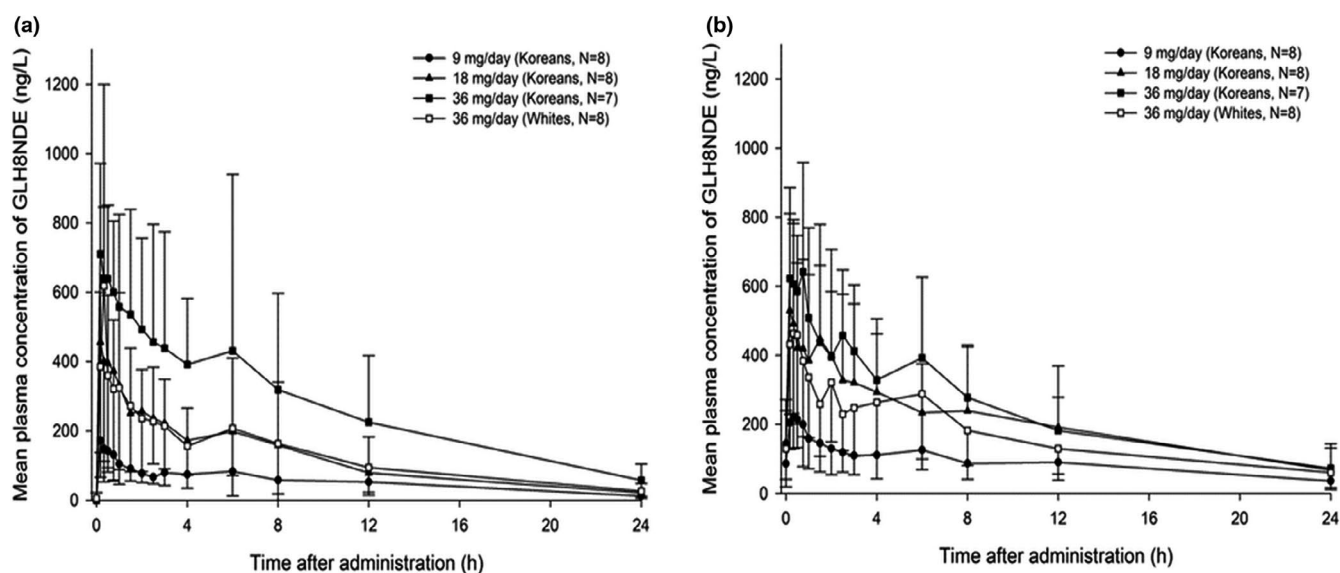 (a)
Mean plasma concentration of GLH8NDE (ng/L)
1200
1000
800
600
400
200
0
9 mg/day (Koreans, N=8)
18 mg/day (Koreans, N=8)
36 mg/day (Koreans, N=7)
36 mg/day (Whites, N=8)
0 4 8 12 16 20 24
Time after administration (h)
(b)
Mean plasma concentration of GLH8NDE (ng/L)
1200
1000
800
600
400
200
0
9 mg/day (Koreans, N=8)
18 mg/day (Koreans, N=8)
36 mg/day (Koreans, N=7)
36 mg/day (Whites, N=8)
0 4 8 12 16 20 24
Time after administration (h)